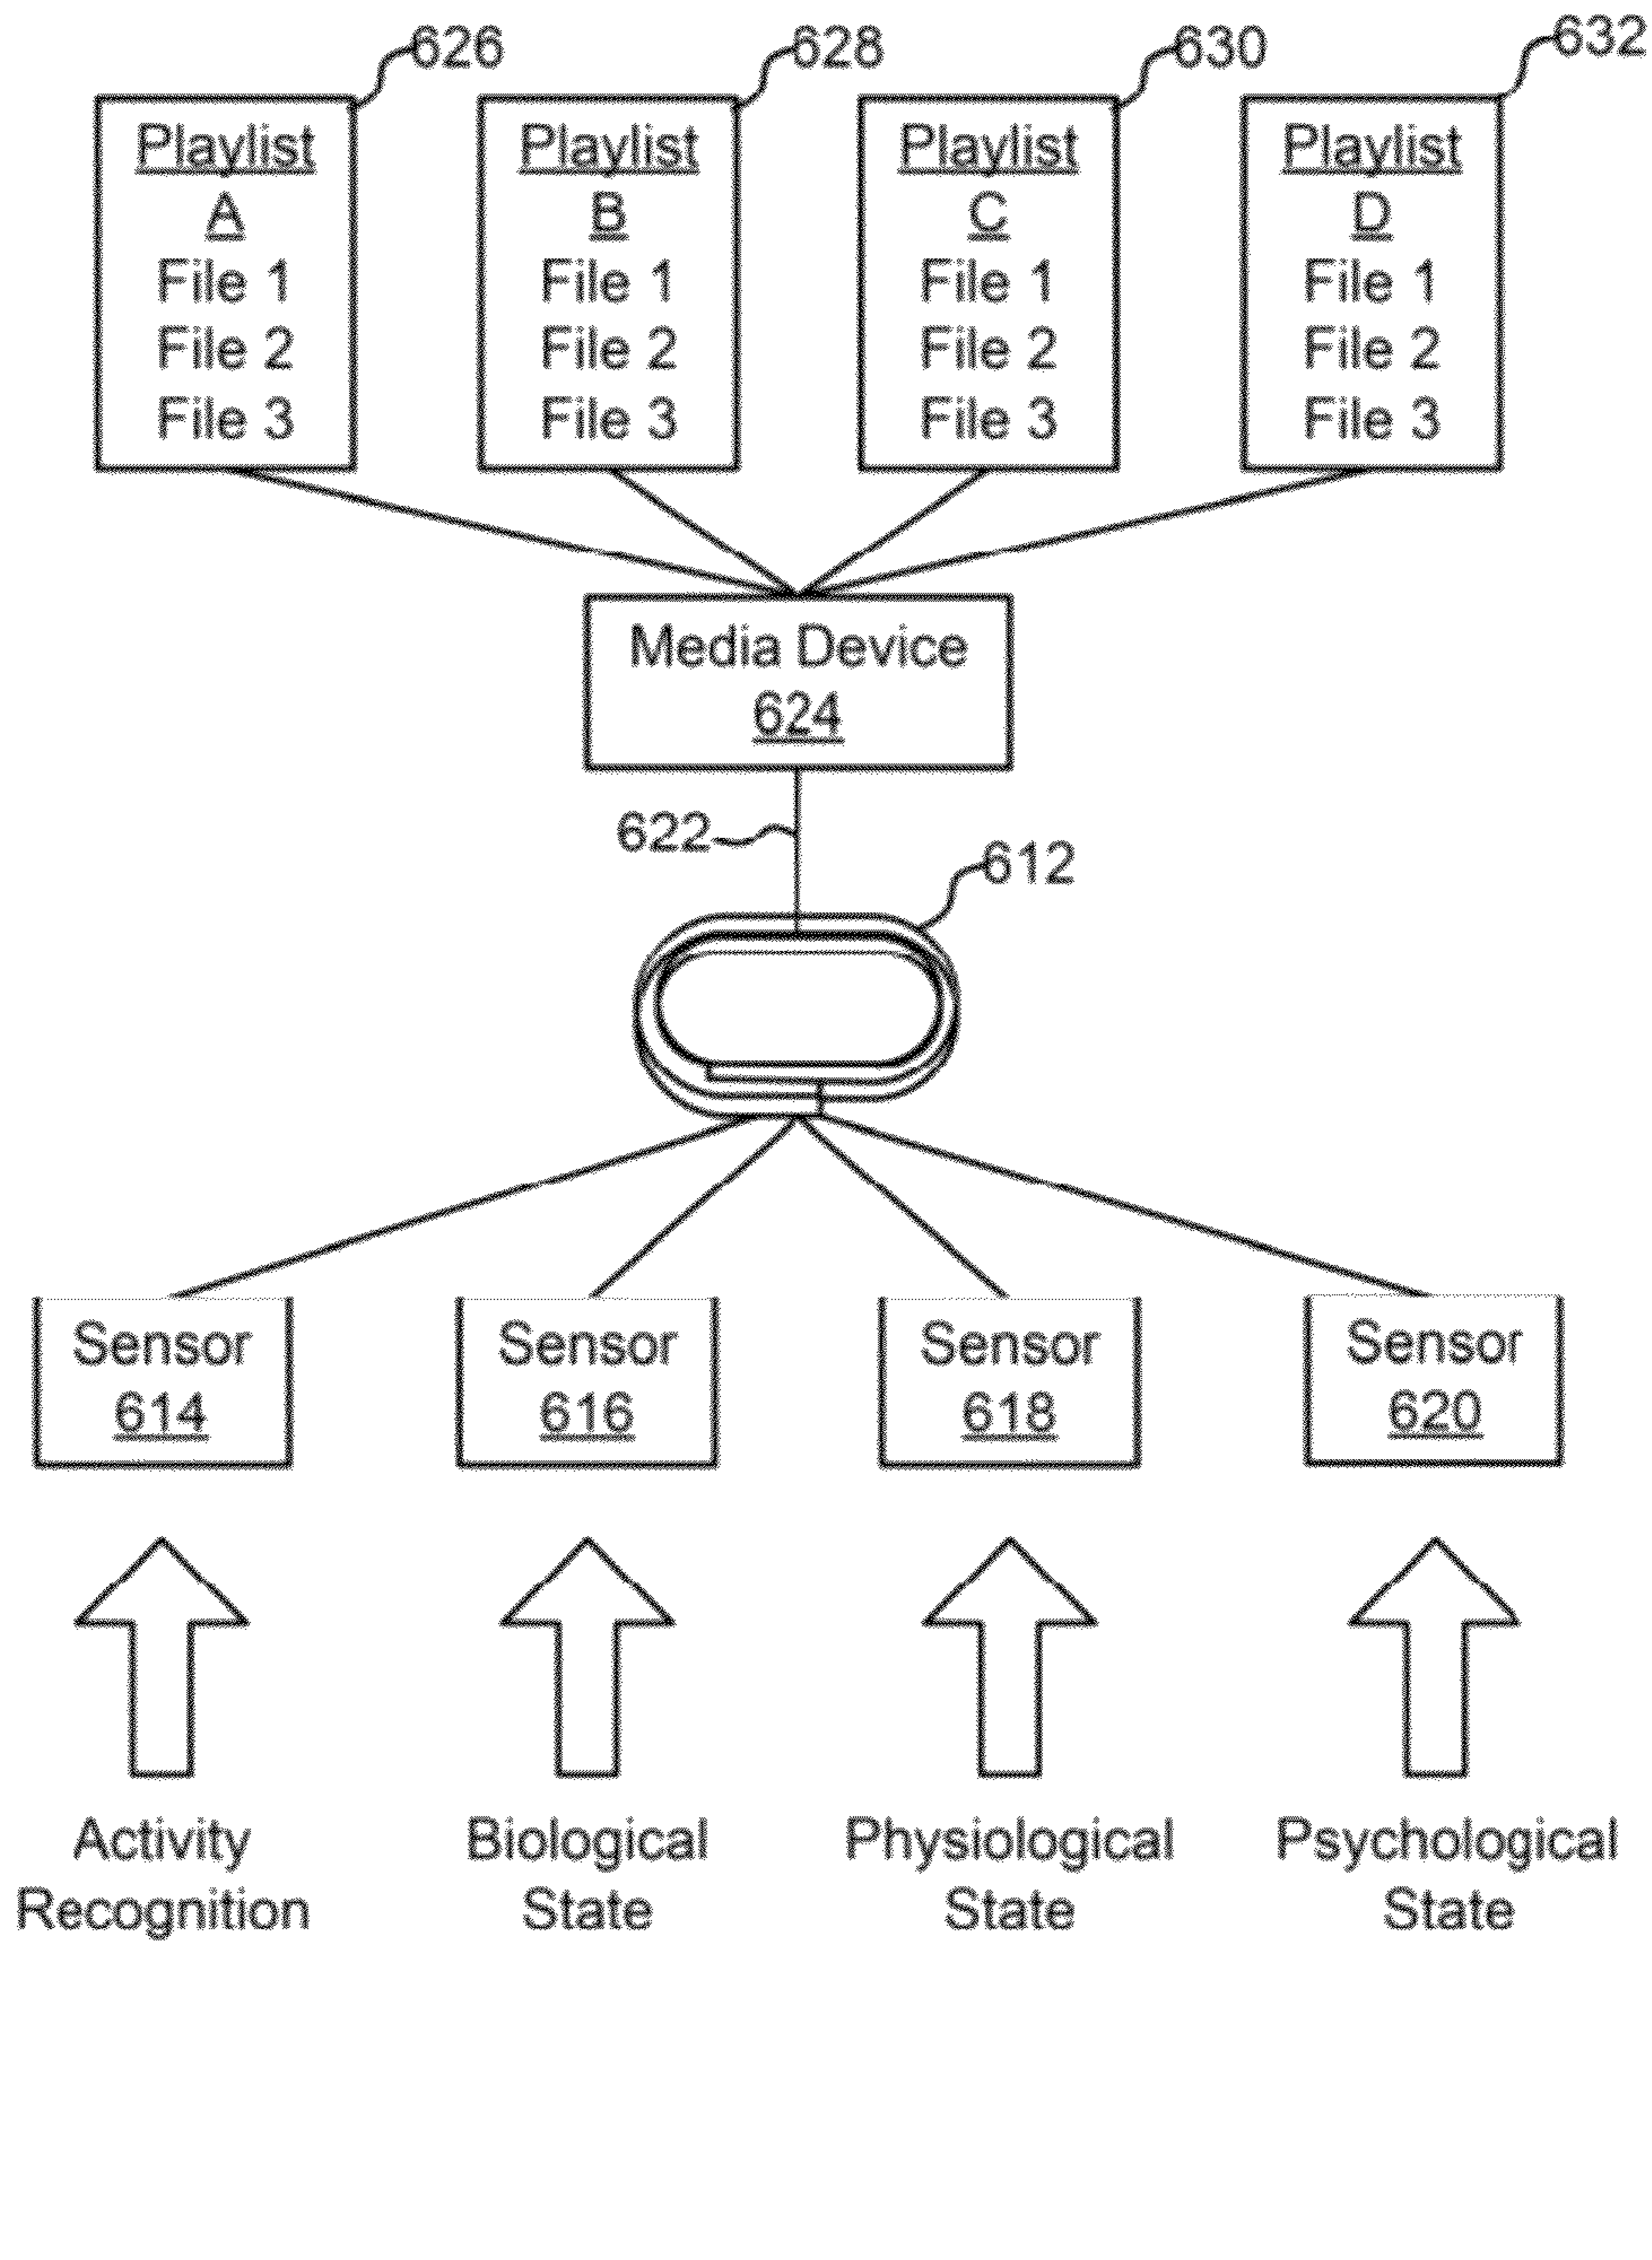 626
628
630
632
Playlist
A
File 1
File 2
File 3
Playlist
B
File 1
File 2
File 3
Playlist
C
File 1
File 2
File 3
Playlist
D
File 1
File 2
File 3
Media Device
624
622
612
Sensor
614
Sensor
616
Sensor
618
Sensor
620
Activity
Recognition
Biological
State
Physiological
State
Psychological
State